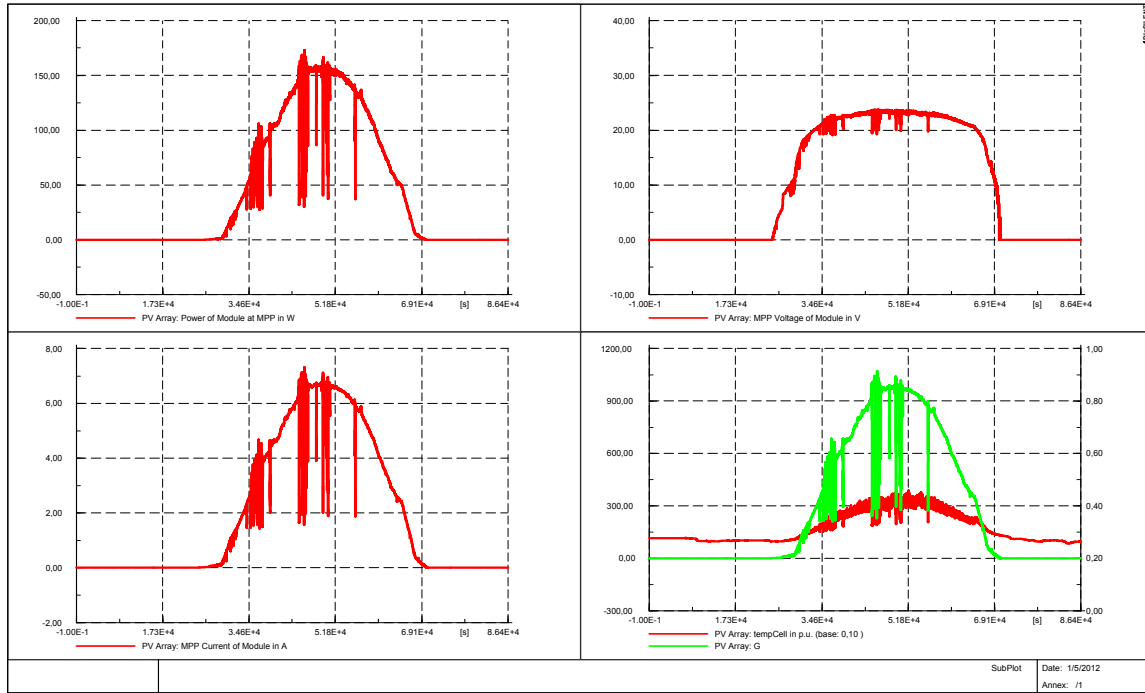 200,00
150,00
100,00
50,00
0,00
-50,00
-1.00E-1 1.73E+4 3.46E+4 5.18E+4 6.91E+4 [s] 8.64E+4
PV Array: Power of Module at MPP in W
40,00
30,00
20,00
10,00
0,00
-10,00
-1.00E-1 1.73E+4 3.46E+4 5.18E+4 6.91E+4 [s] 8.64E+4
PV Array: MPP Voltage of Module in V
8,00
6,00
4,00
2,00
0,00
-2,00
-1.00E-1 1.73E+4 3.46E+4 5.18E+4 6.91E+4 [s] 8.64E+4
PV Array: MPP Current of Module in A
1200,00 1,00
900,00 0,80
600,00 0,60
300,00 0,40
0,00 0,20
-300,00 0,00
-1.00E-1 1.73E+4 3.46E+4 5.18E+4 6.91E+4 [s] 8.64E+4
PV Array: tempCell in p.u. (base: 0,10 )
PV Array: G
SubPlot
Date: 1/5/2012
Annex: /1